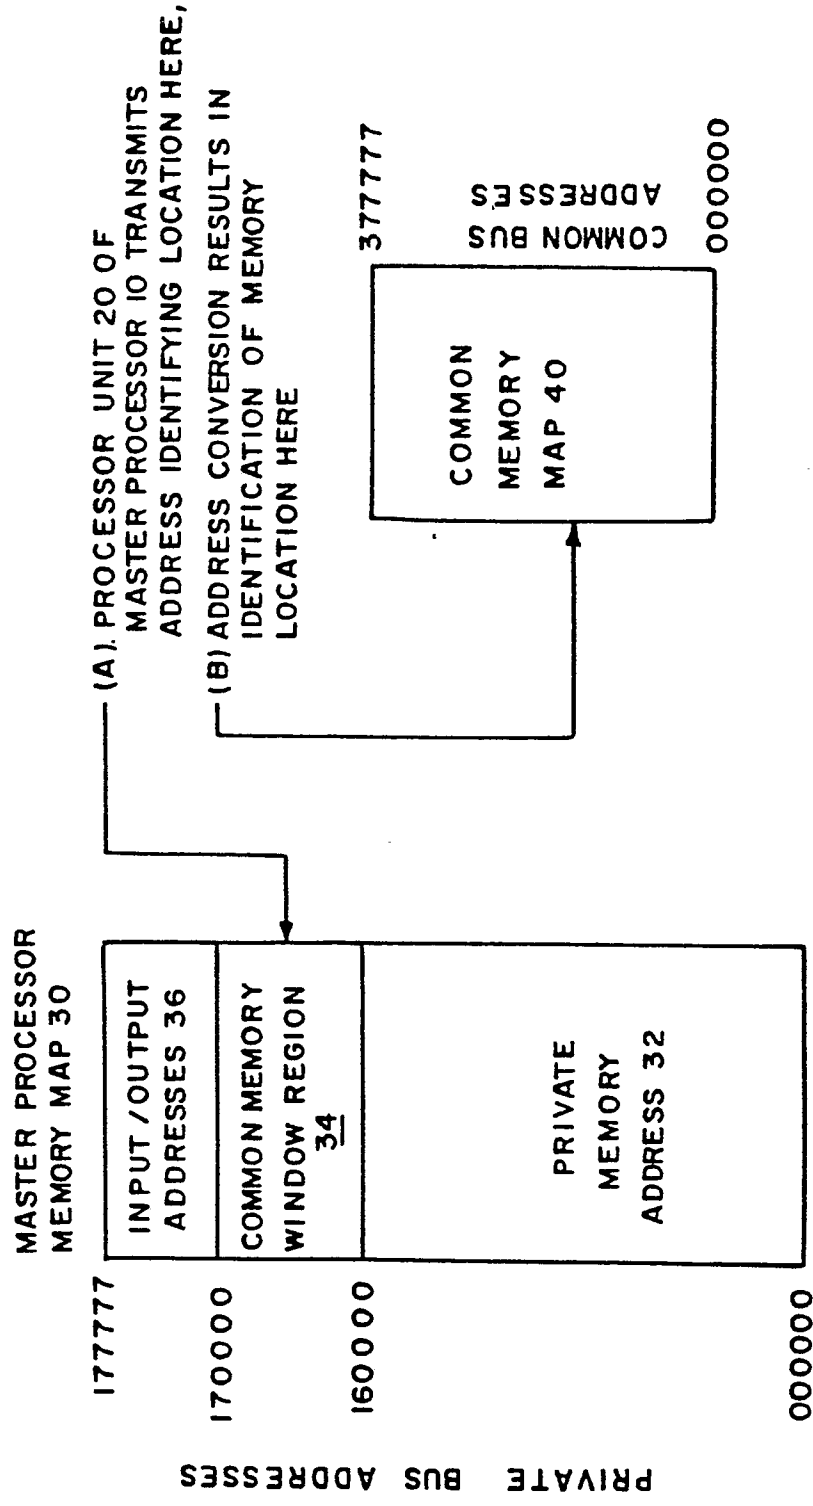 MASTER PROCESSOR
MEMORY MAP 30
177777
170000
160000
000000
PRIVATE BUS ADDRESSES
INPUT /OUTPUT
ADDRESSES 36
COMMON MEMORY
WINDOW REGION
34
PRIVATE
MEMORY
ADDRESS 32
(A). PROCESSOR UNIT 20 OF
MASTER PROCESSOR 10 TRANSMITS
ADDRESS IDENTIFYING LOCATION HERE,
(B) ADDRESS CONVERSION RESULTS IN
IDENTIFICATION OF MEMORY
LOCATION HERE
COMMON
MEMORY
MAP 40
377777
COMMON BUS
ADDRESSES
000000